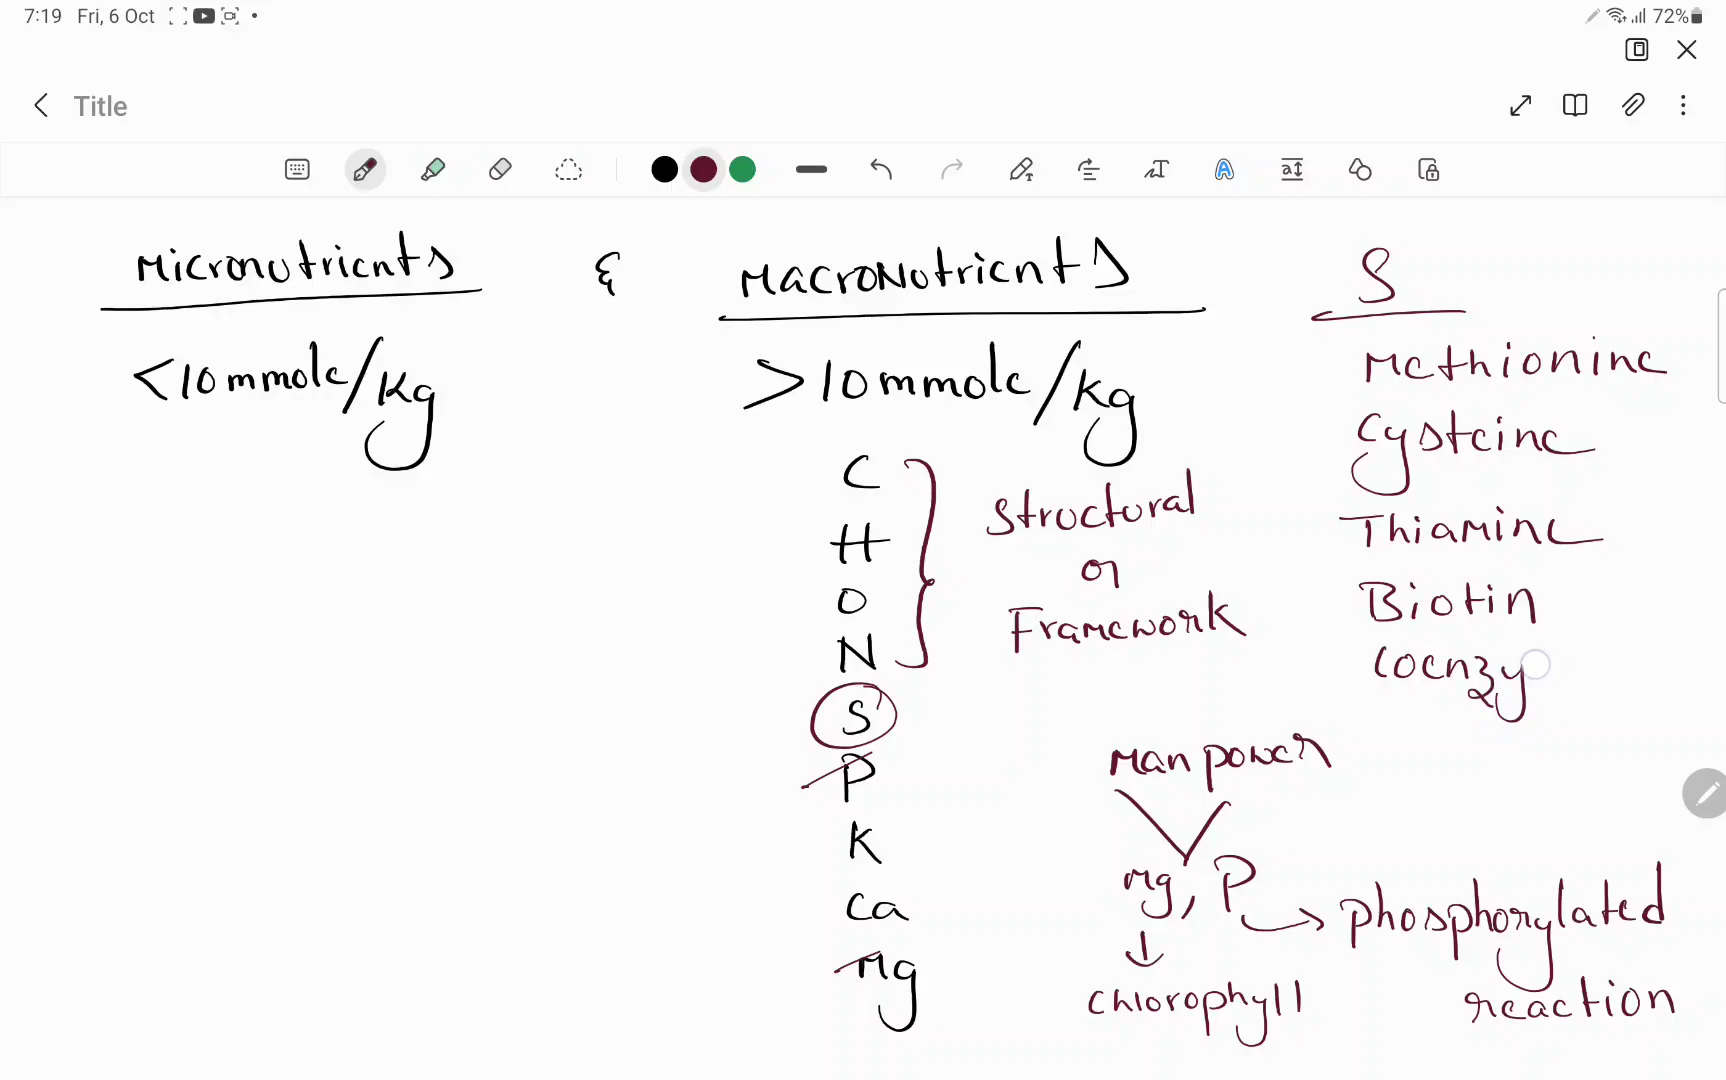 7:19 Fri, 6 Oct
72%
Title
Micronutrients & Macronutrients
<10 mmole/kg
>10 mmole/kg
C
H
O
N
S
P
K
Ca
Mg
Structural
or
Framework
S
Methionine
Cysteine
Thiamine
Biotin
Coenzy
Man power
Mg, P → phosphorylated
reaction
↓
chlorophyll